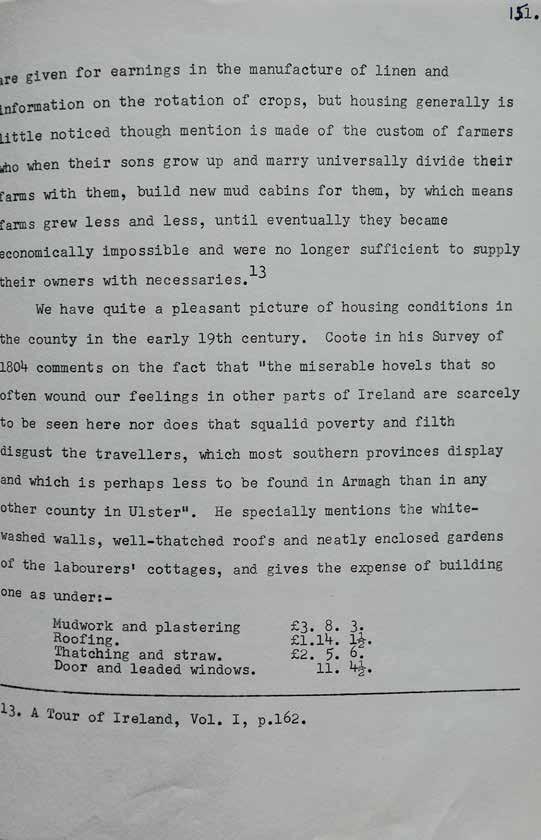 151.
are given for earnings in the manufacture of linen and
information on the rotation of crops, but housing generally is
little noticed though mention is made of the custom of farmers
who when their sons grow up and marry universally divide their
farms with them, build new mud cabins for them, by which means
farms grew less and less, until eventually they became
economically impossible and were no longer sufficient to supply
their owners with necessaries.13
We have quite a pleasant picture of housing conditions in
the county in the early 19th century. Coote in his Survey of
1804 comments on the fact that "the miserable hovels that so
often wound our feelings in other parts of Ireland are scarcely
to be seen here nor does that squalid poverty and filth
disgust the travellers, which most southern provinces display
and which is perhaps less to be found in Armagh than in any
other county in Ulster". He specially mentions the white-
washed walls, well-thatched roofs and neatly enclosed gardens
of the labourers' cottages, and gives the expense of building
one as under:-
Mudwork and plastering £3. 8. 3.
Roofing. £1.14. 1½.
Thatching and straw. £2. 5. 6.
Door and leaded windows. 11. 4½.
13. A Tour of Ireland, Vol. I, p.162.